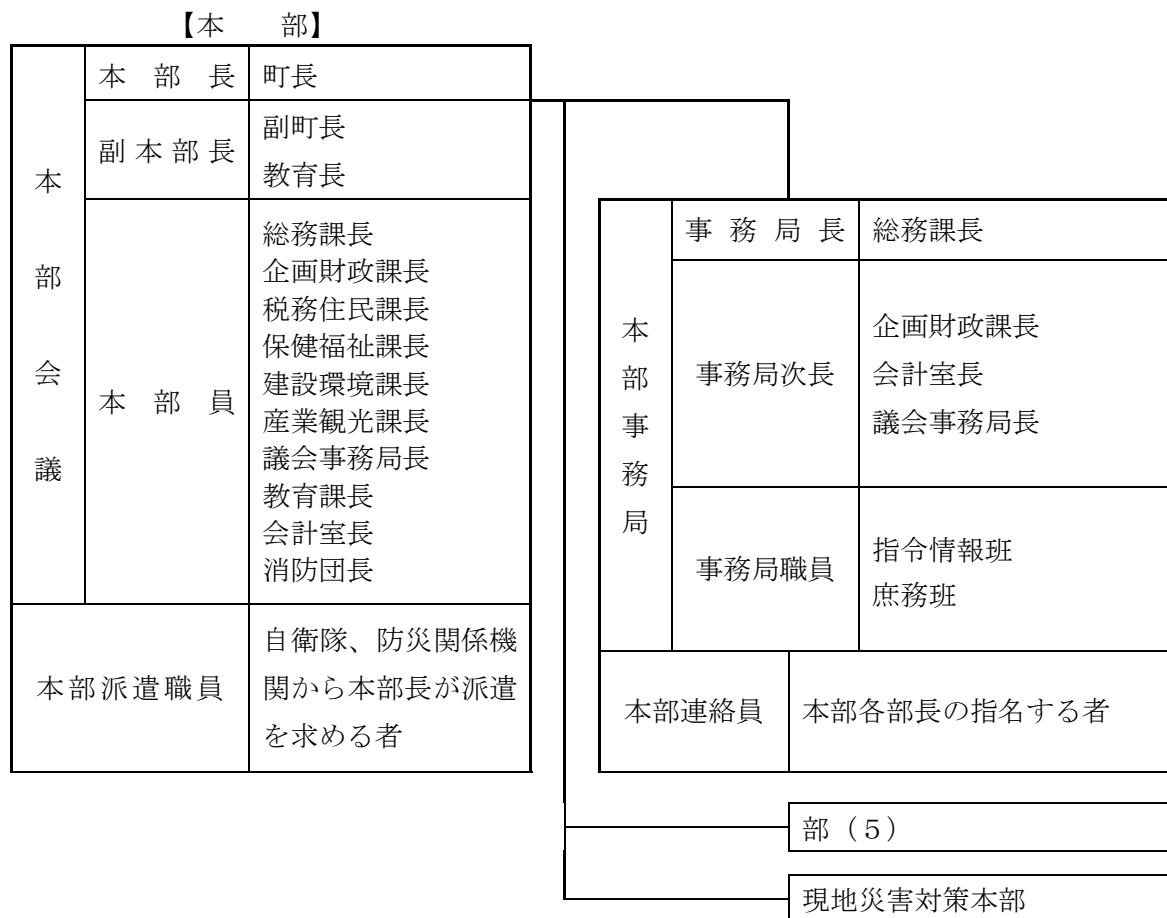 【本　　部】
本部会議
本　部　長
町長
副本部長
副町長
教育長
本　部　員
総務課長
企画財政課長
税務住民課長
保健福祉課長
建設環境課長
産業観光課長
議会事務局長
教育課長
会計室長
消防団長
本部派遣職員
自衛隊、防災関係機
関から本部長が派遣
を求める者
本部事務局
事務局長
総務課長
事務局次長
企画財政課長
会計室長
議会事務局長
事務局職員
指令情報班
庶務班
本部連絡員
本部各部長の指名する者
部（５）
現地災害対策本部